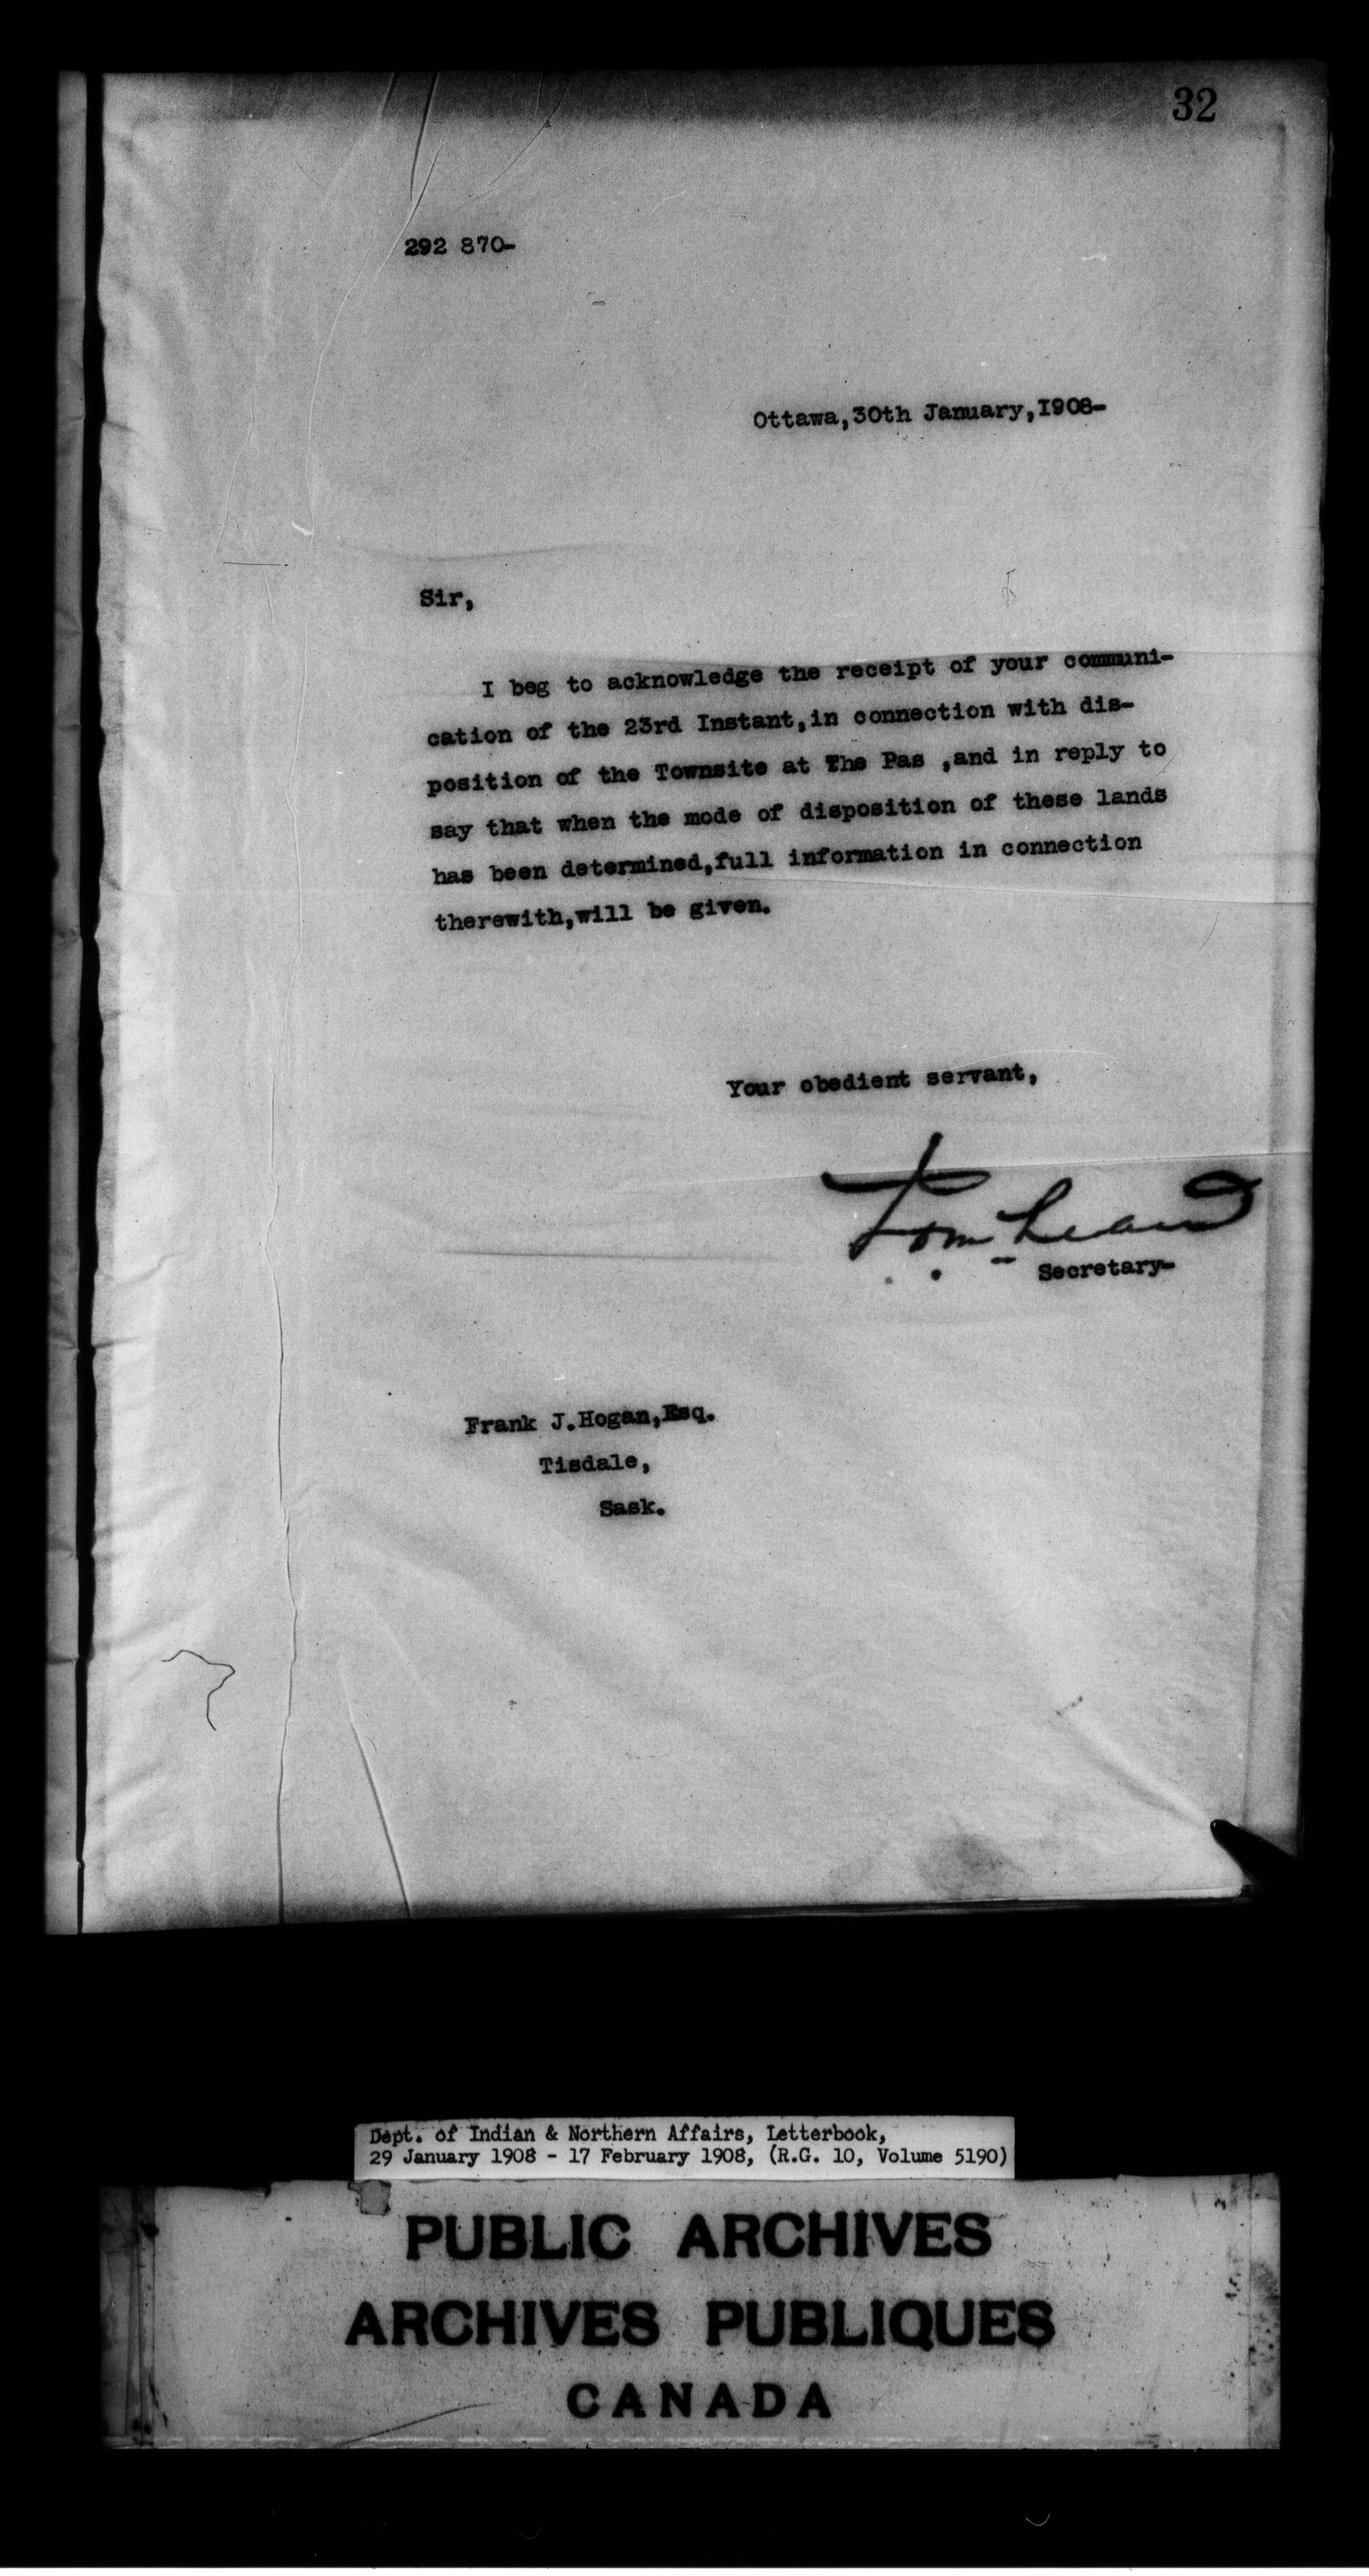 32
292 870-
Ottawa,30th January,I908-
Sir,
I beg to acknowledge the receipt of your communi-
cation of the 23rd Instant,in connection with dis-
position of the Townsite at The Pas ,and in reply to
say that when the mode of disposition of these lands
has been determined,full information in connection
therewith,will be given.
Your obedient servant,
Secretary-
Frank J.Hogan,Esq.
Tisdale,
Sask.
Dept. of Indian & Northern Affairs, Letterbook,
29 January 1908 - 17 February 1908, (R.G. 10, Volume 5190)
PUBLIC ARCHIVES
ARCHIVES PUBLIQUES
CANADA